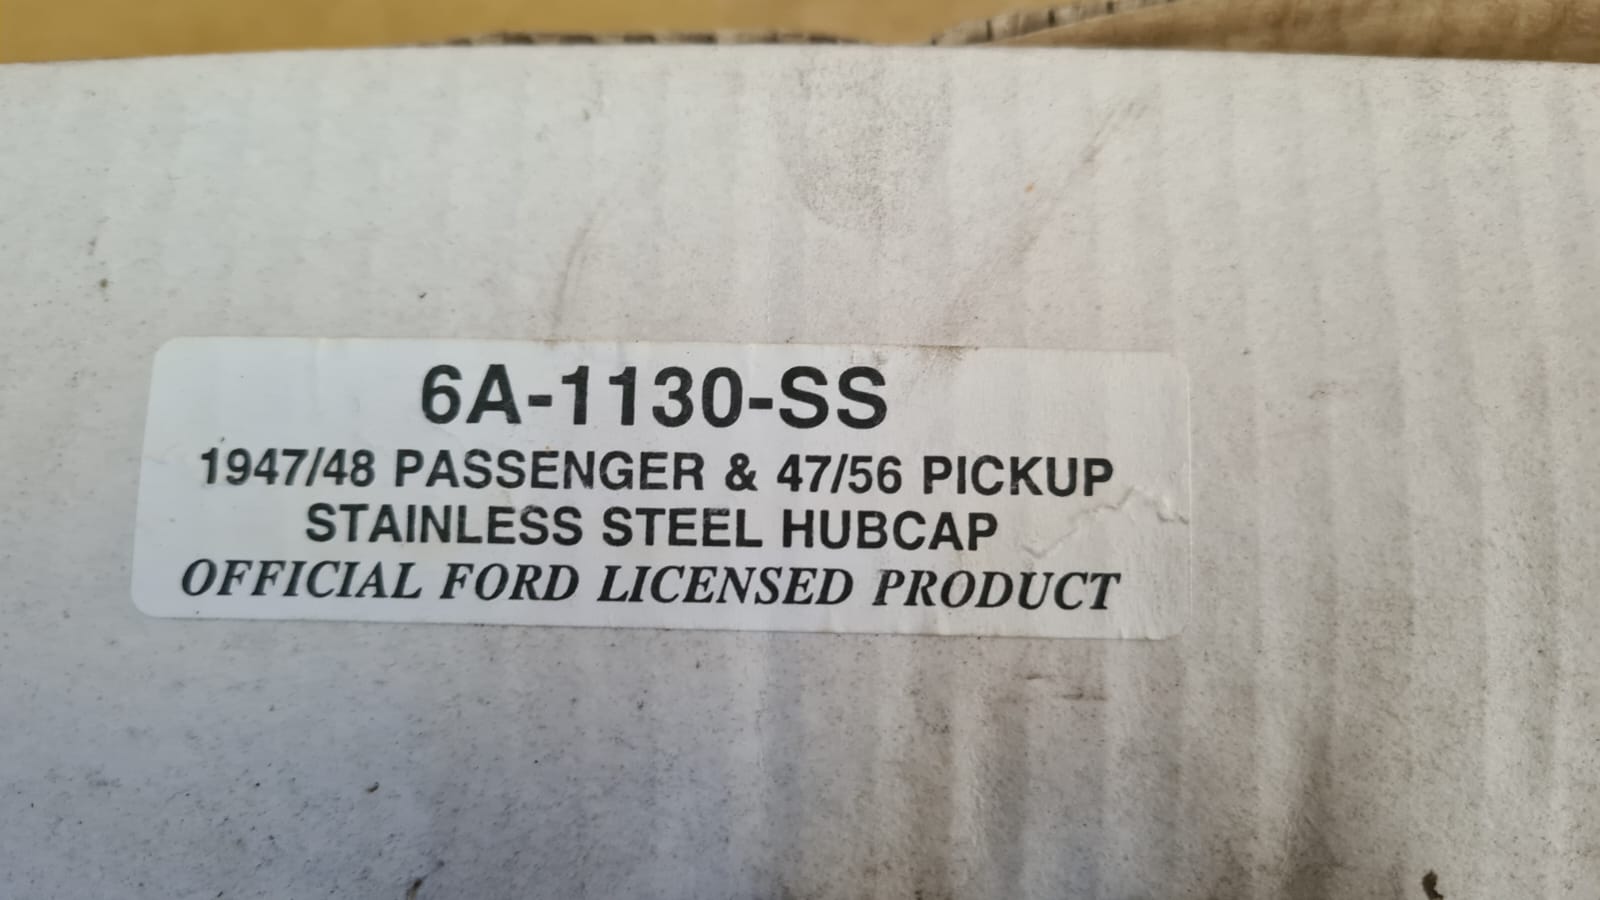 6A-1130-SS
1947/48 PASSENGER & 47/56 PICKUP
STAINLESS STEEL HUBCAP
OFFICIAL FORD LICENSED PRODUCT